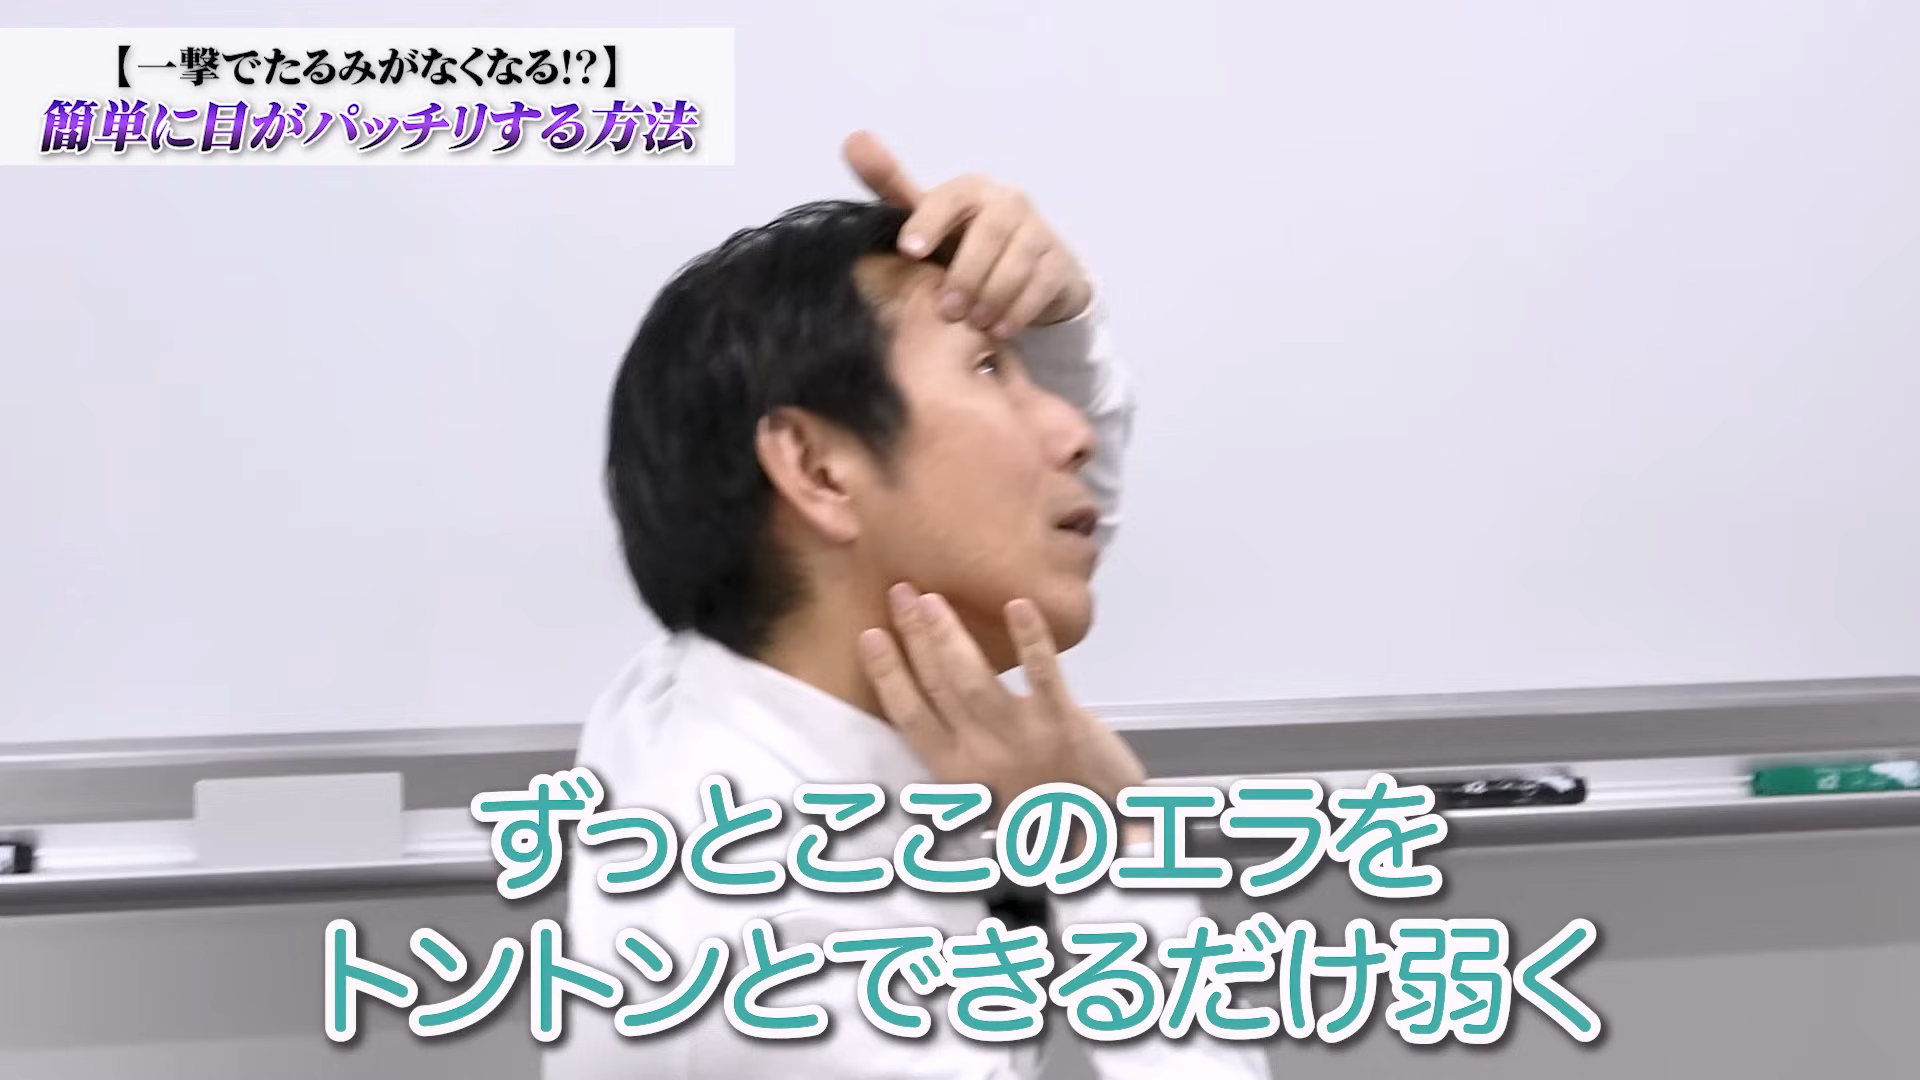 【一撃でたるみがなくなる!?】
簡単に目がパッチリする方法
ずっとここのエラを
トントンとできるだけ弱く